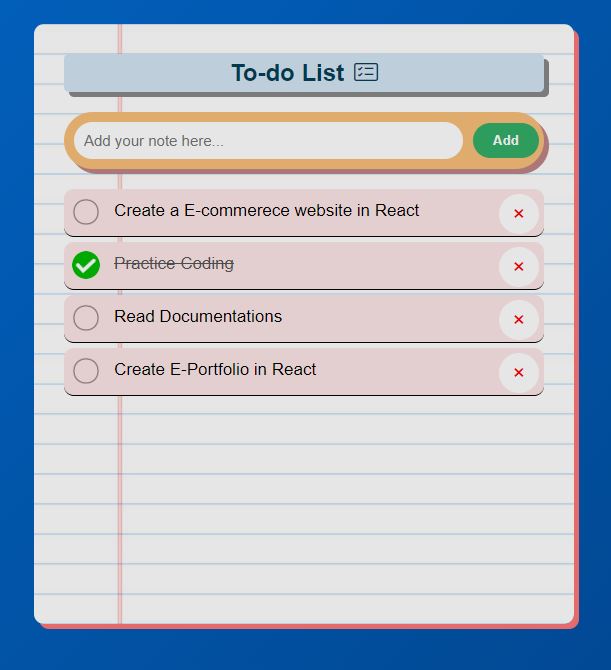 To-do List
Add your note here...
Add
Create a E-commerece website in React
Practice Coding
Read Documentations
Create E-Portfolio in React